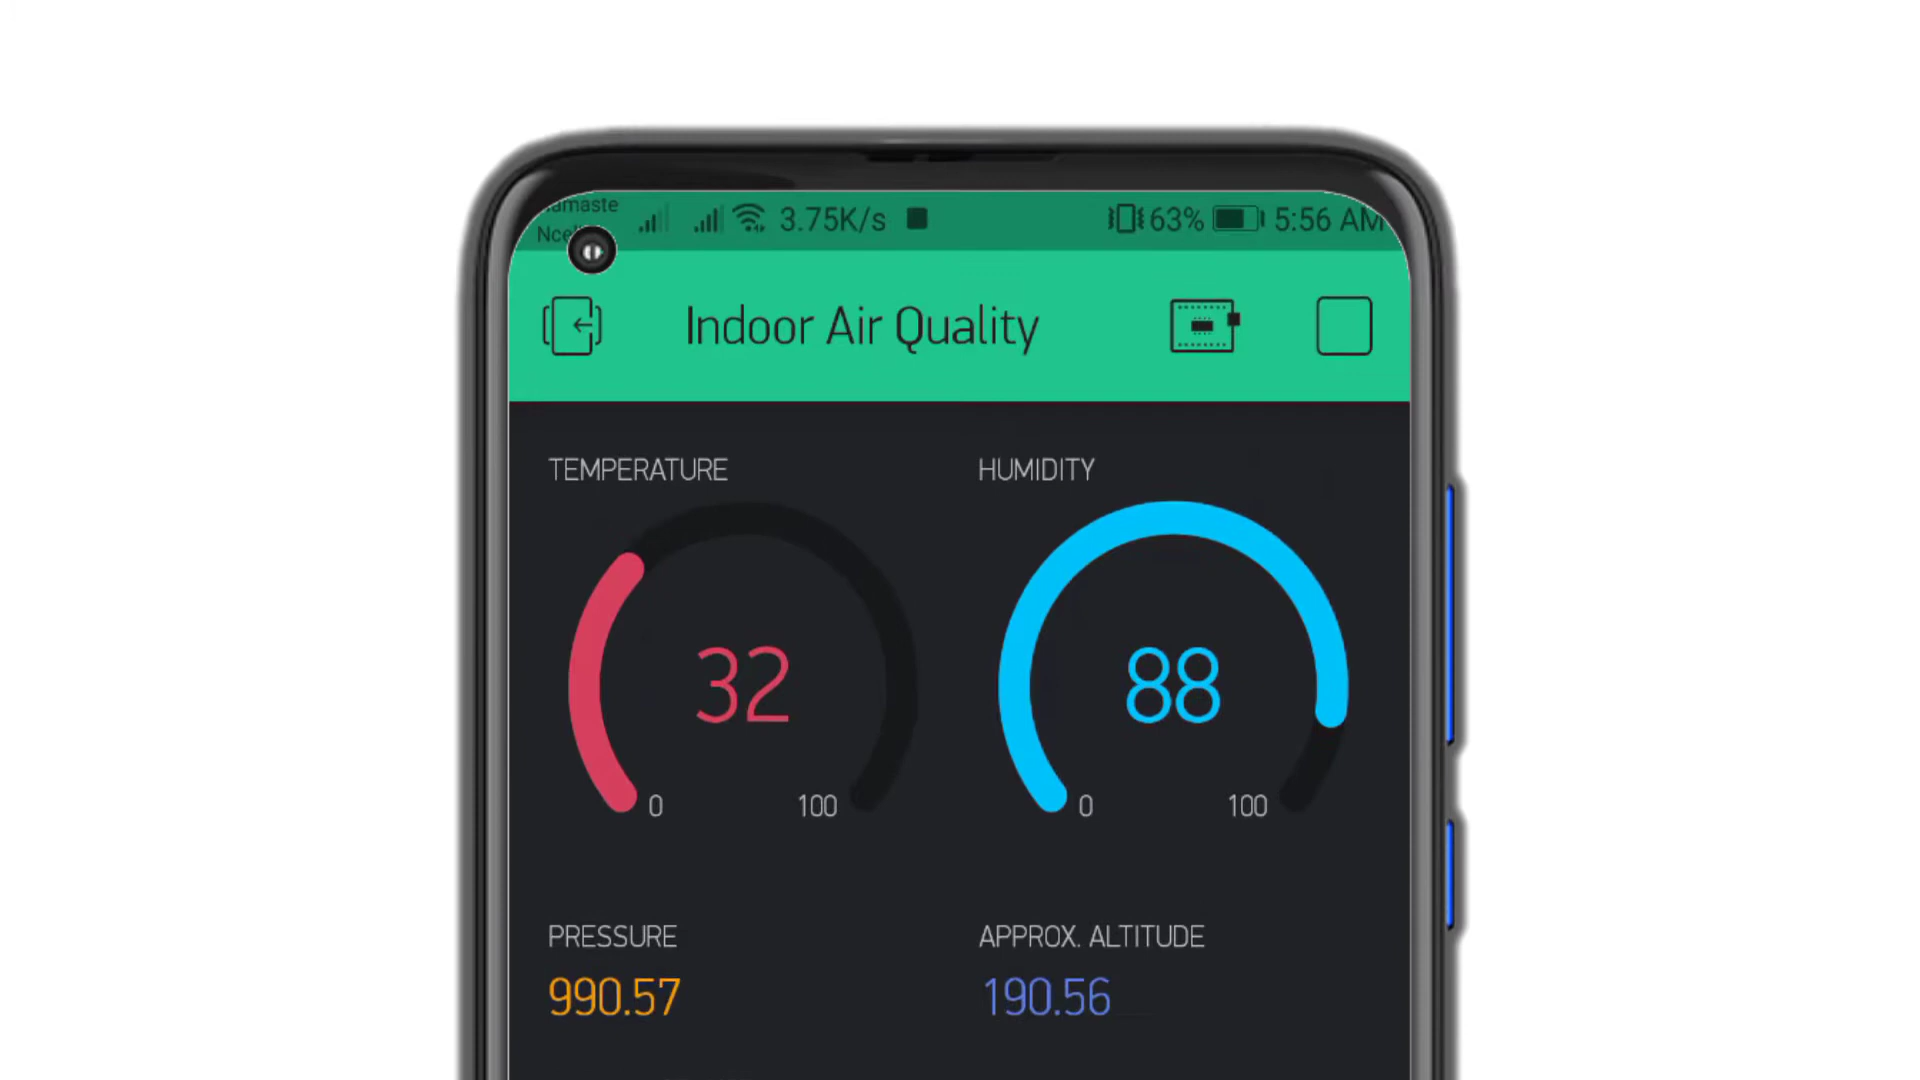 3.75K/s 63% 5:56 AM
Indoor Air Quality
TEMPERATURE HUMIDITY
32 88
0 100 0 100
PRESSURE APPROX. ALTITUDE
990.57 190.56